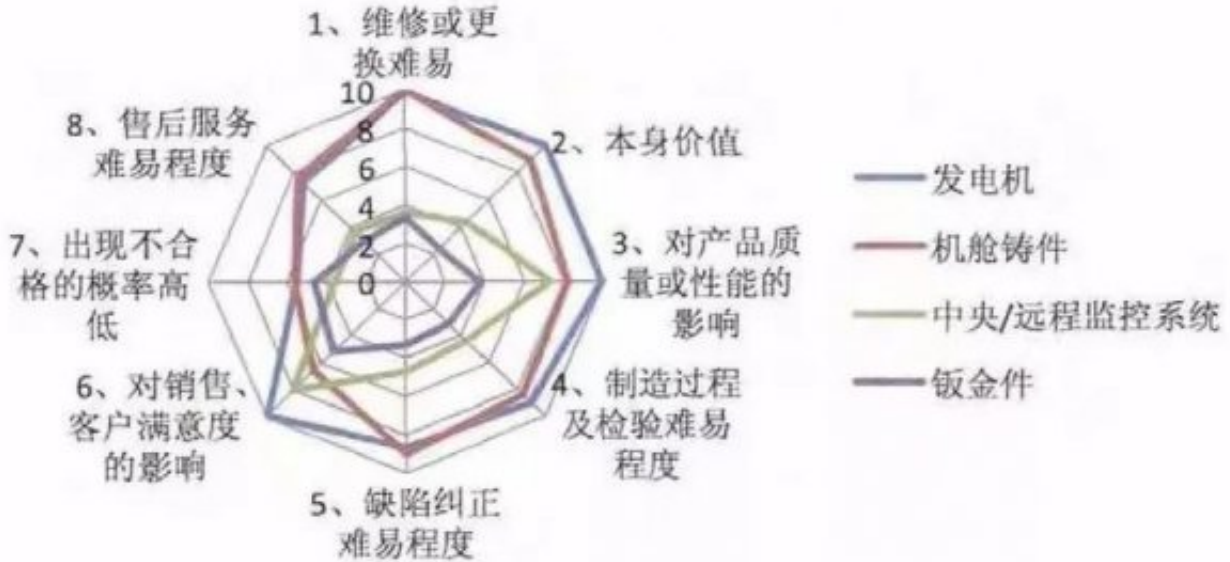 1、维修或更
换难易
10
8
6
4
2
0
2、本身价值
3、对产品质
量或性能的
影响
4、制造过程
及检验难易
程度
5、缺陷纠正
难易程度
6、对销售、
客户满意度
的影响
7、出现不合
格的概率高
低
8、售后服务
难易程度
发电机
机舱铸件
中央/远程监控系统
钣金件